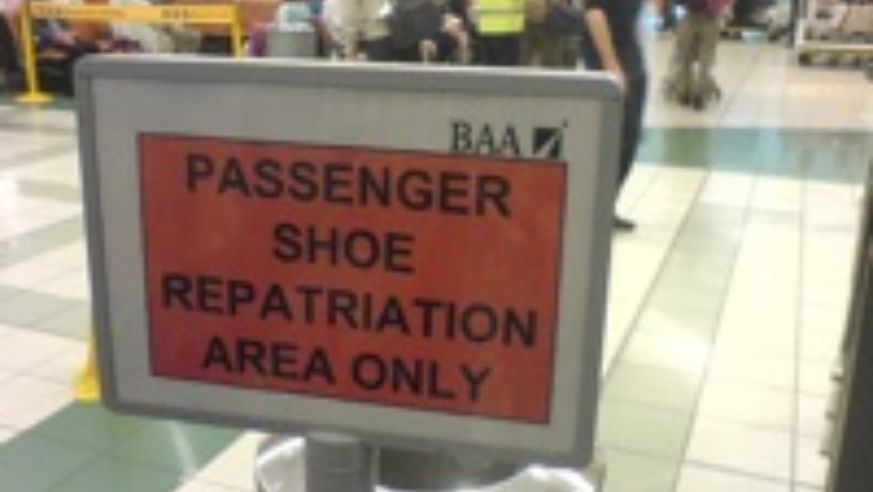 BAA
PASSENGER
SHOE
REPATRIATION
AREA ONLY